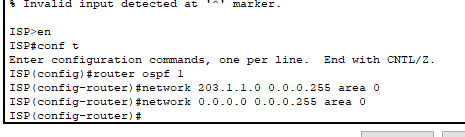 % Invalid input detected at '^' marker.
ISP>en
ISP#conf t
Enter configuration commands, one per line.  End with CNTL/Z.
ISP(config)#router ospf 1
ISP(config-router)#network 203.1.1.0 0.0.0.255 area 0
ISP(config-router)#network 0.0.0.0 0.0.0.255 area 0
ISP(config-router)#